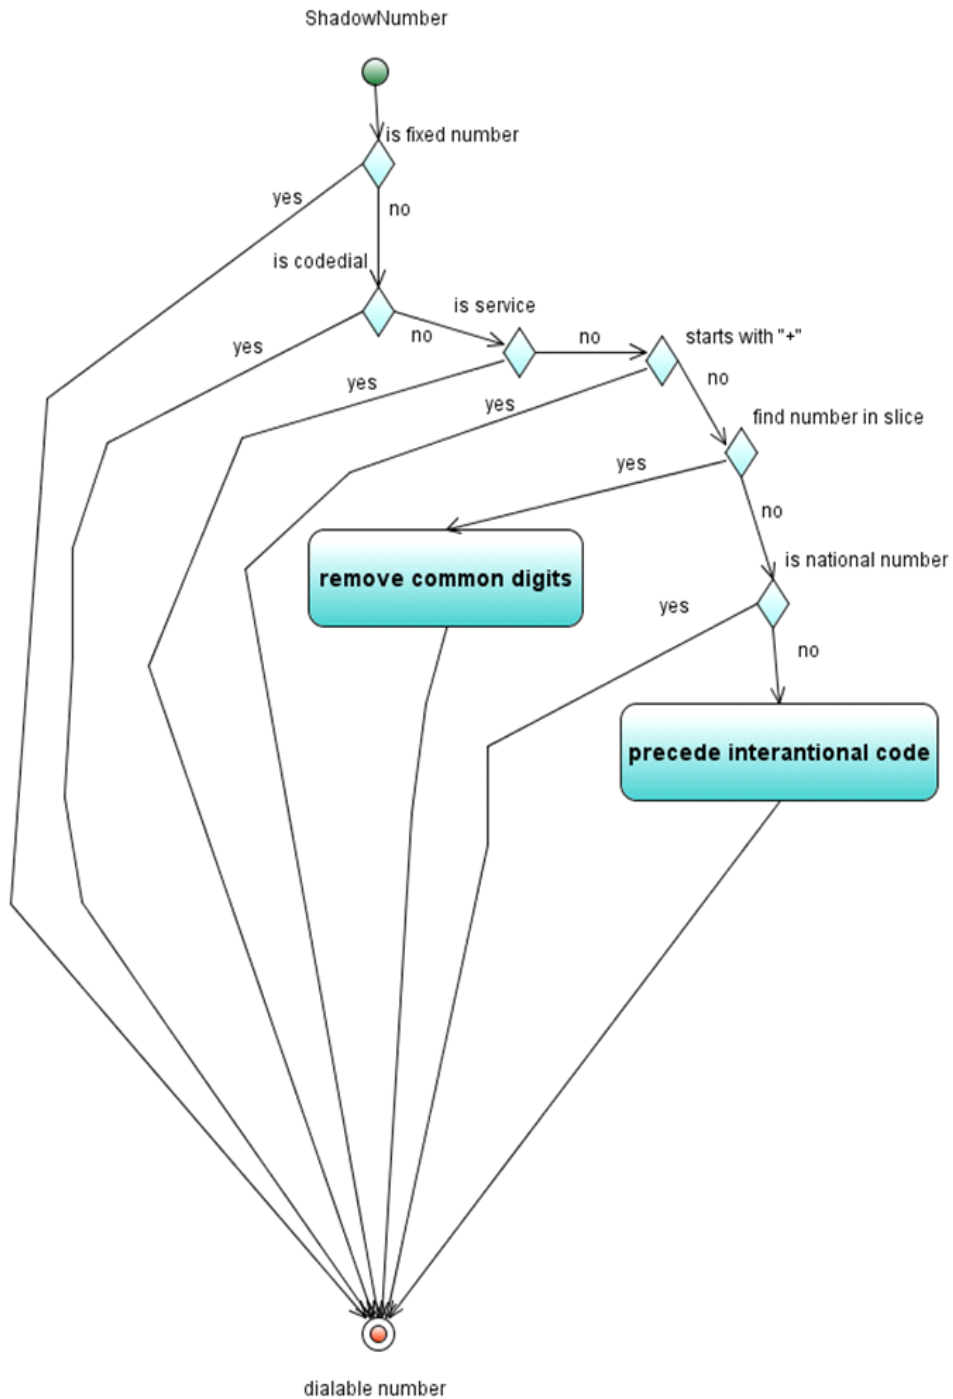 ShadowNumber
is fixed number
yes
no
is codedial
is service
no
no
starts with "+"
yes
yes
no
yes
find number in slice
yes
no
is national number
remove common digits
yes
no
precede interantional code
dialable number